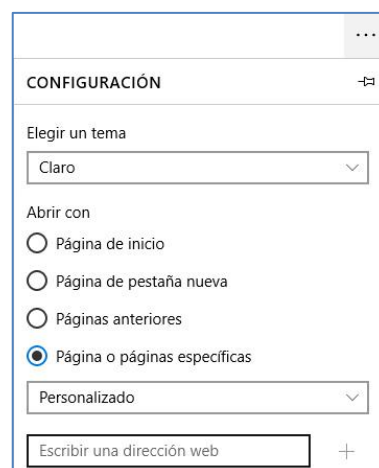 ...
CONFIGURACIÓN
Elegir un tema
Claro
Abrir con
Página de inicio
Página de pestaña nueva
Páginas anteriores
Página o páginas específicas
Personalizado
Escribir una dirección web